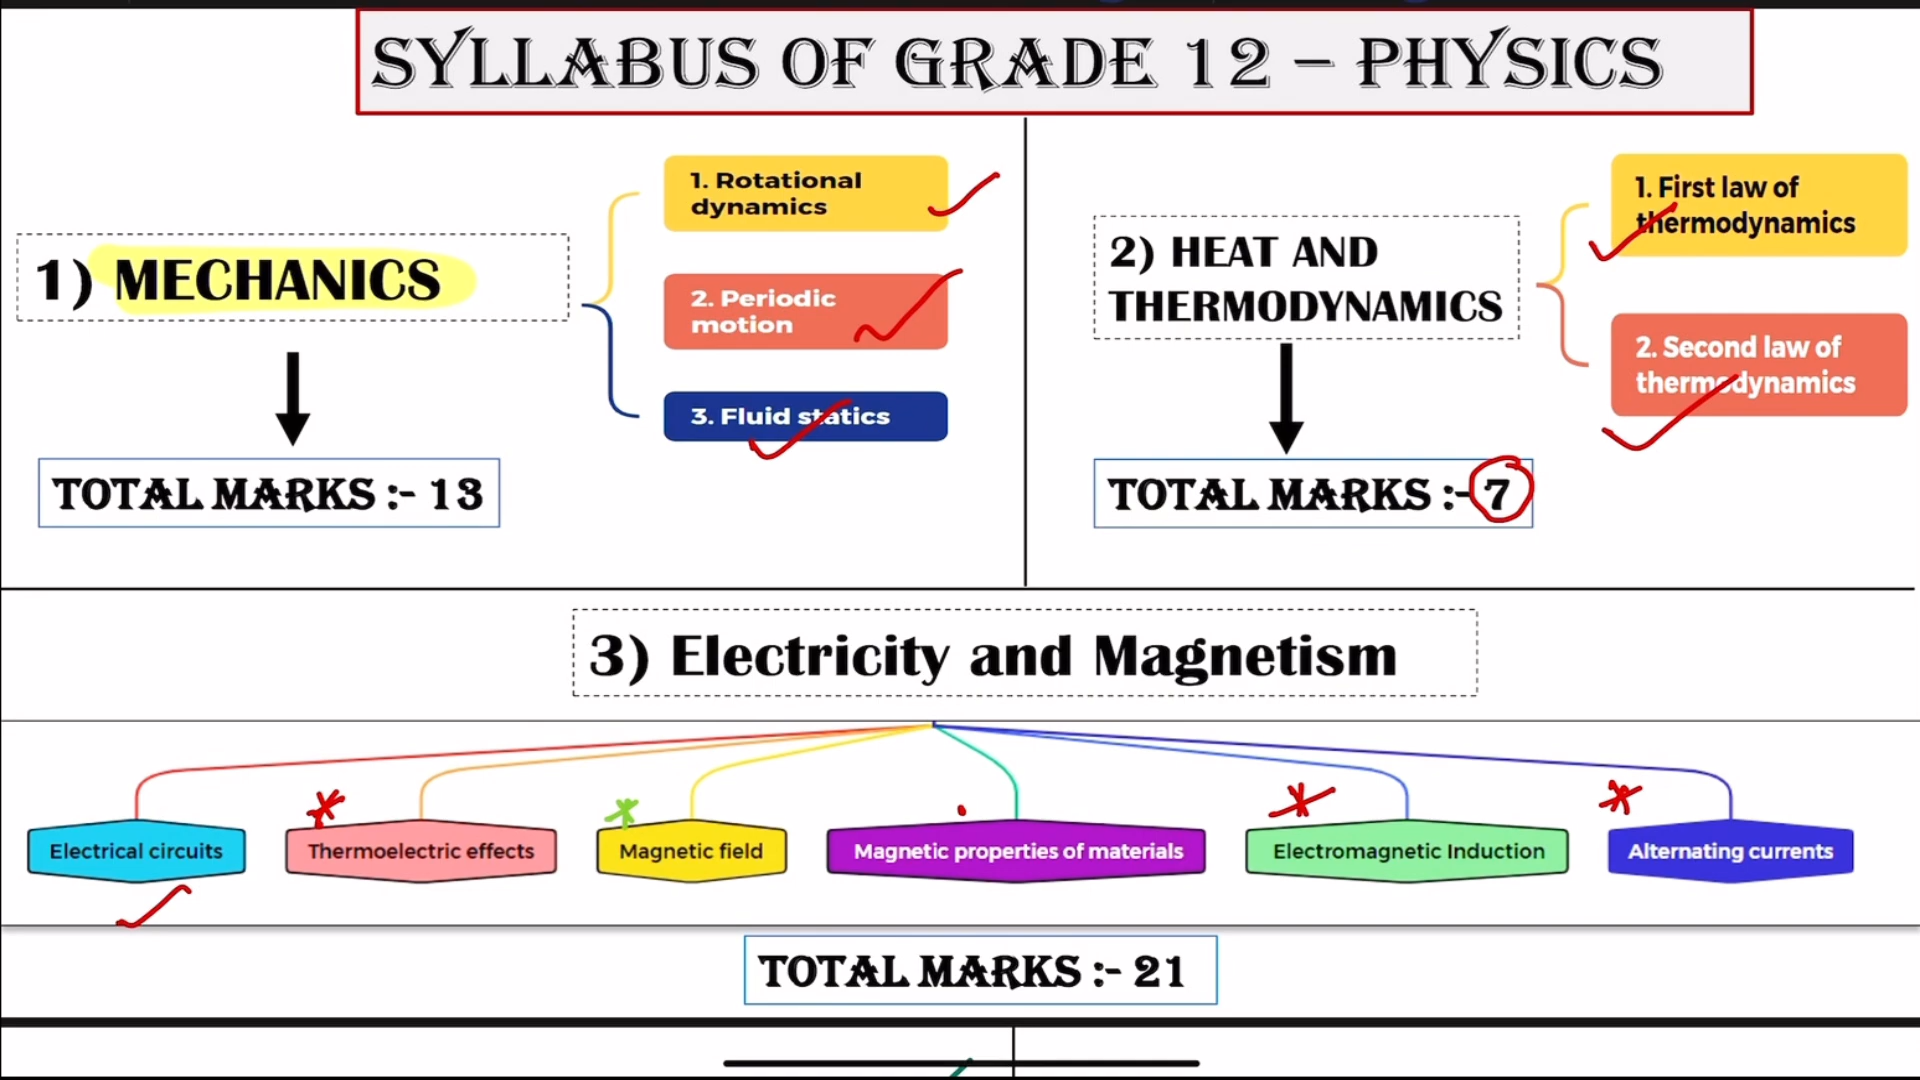 SYLLABUS OF GRADE 12 – PHYSICS
1) MECHANICS
1. Rotational
dynamics
2. Periodic
motion
3. Fluid statics
TOTAL MARKS :- 13
2) HEAT AND
THERMODYNAMICS
1. First law of
thermodynamics
2. Second law of
thermodynamics
TOTAL MARKS :- 7
3) Electricity and Magnetism
Electrical circuits
Thermoelectric effects
Magnetic field
Magnetic properties of materials
Electromagnetic Induction
Alternating currents
TOTAL MARKS :- 21